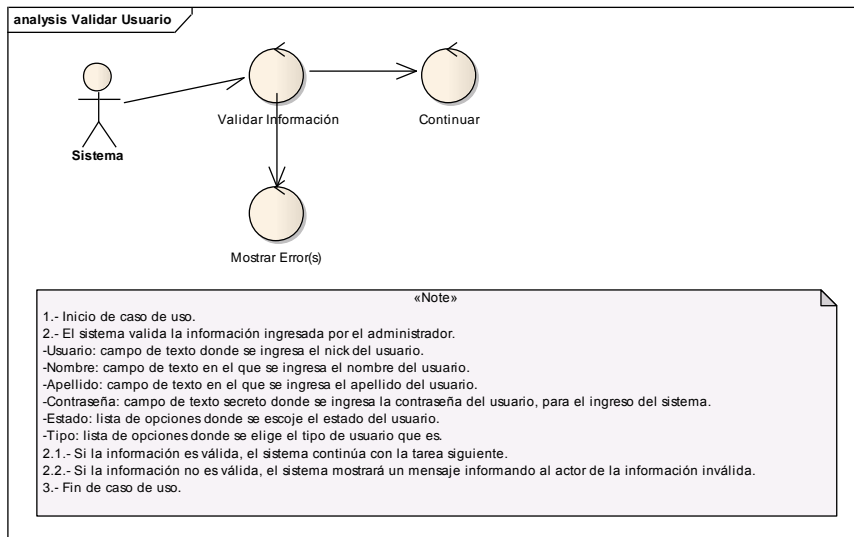 analysis Validar Usuario
Sistema
Validar Información
Continuar
Mostrar Error(s)
«Note»
1.- Inicio de caso de uso.
2.- El sistema valida la información ingresada por el administrador.
-Usuario: campo de texto donde se ingresa el nick del usuario.
-Nombre: campo de texto en el que se ingresa el nombre del usuario.
-Apellido: campo de texto en el que se ingresa el apellido del usuario.
-Contraseña: campo de texto secreto donde se ingresa la contraseña del usuario, para el ingreso del sistema.
-Estado: lista de opciones donde se escoje el estado del usuario.
-Tipo: lista de opciones donde se elige el tipo de usuario que es.
2.1.- Si la información es válida, el sistema continúa con la tarea siguiente.
2.2.- Si la información no es válida, el sistema mostrará un mensaje informando al actor de la información inválida.
3.- Fin de caso de uso.